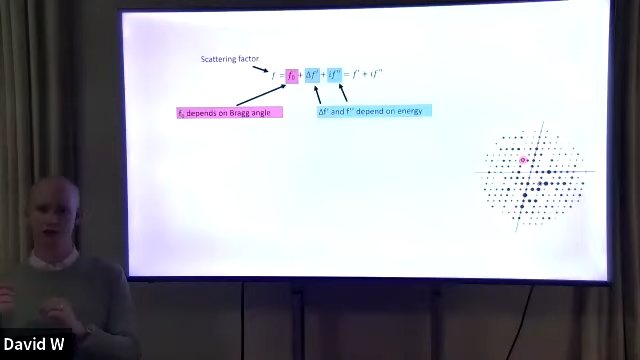 Scattering factor
f = f₀ + Δf' + if'' = f' + if''
f₀ depends on Bragg angle
Δf' and f'' depend on energy
David W